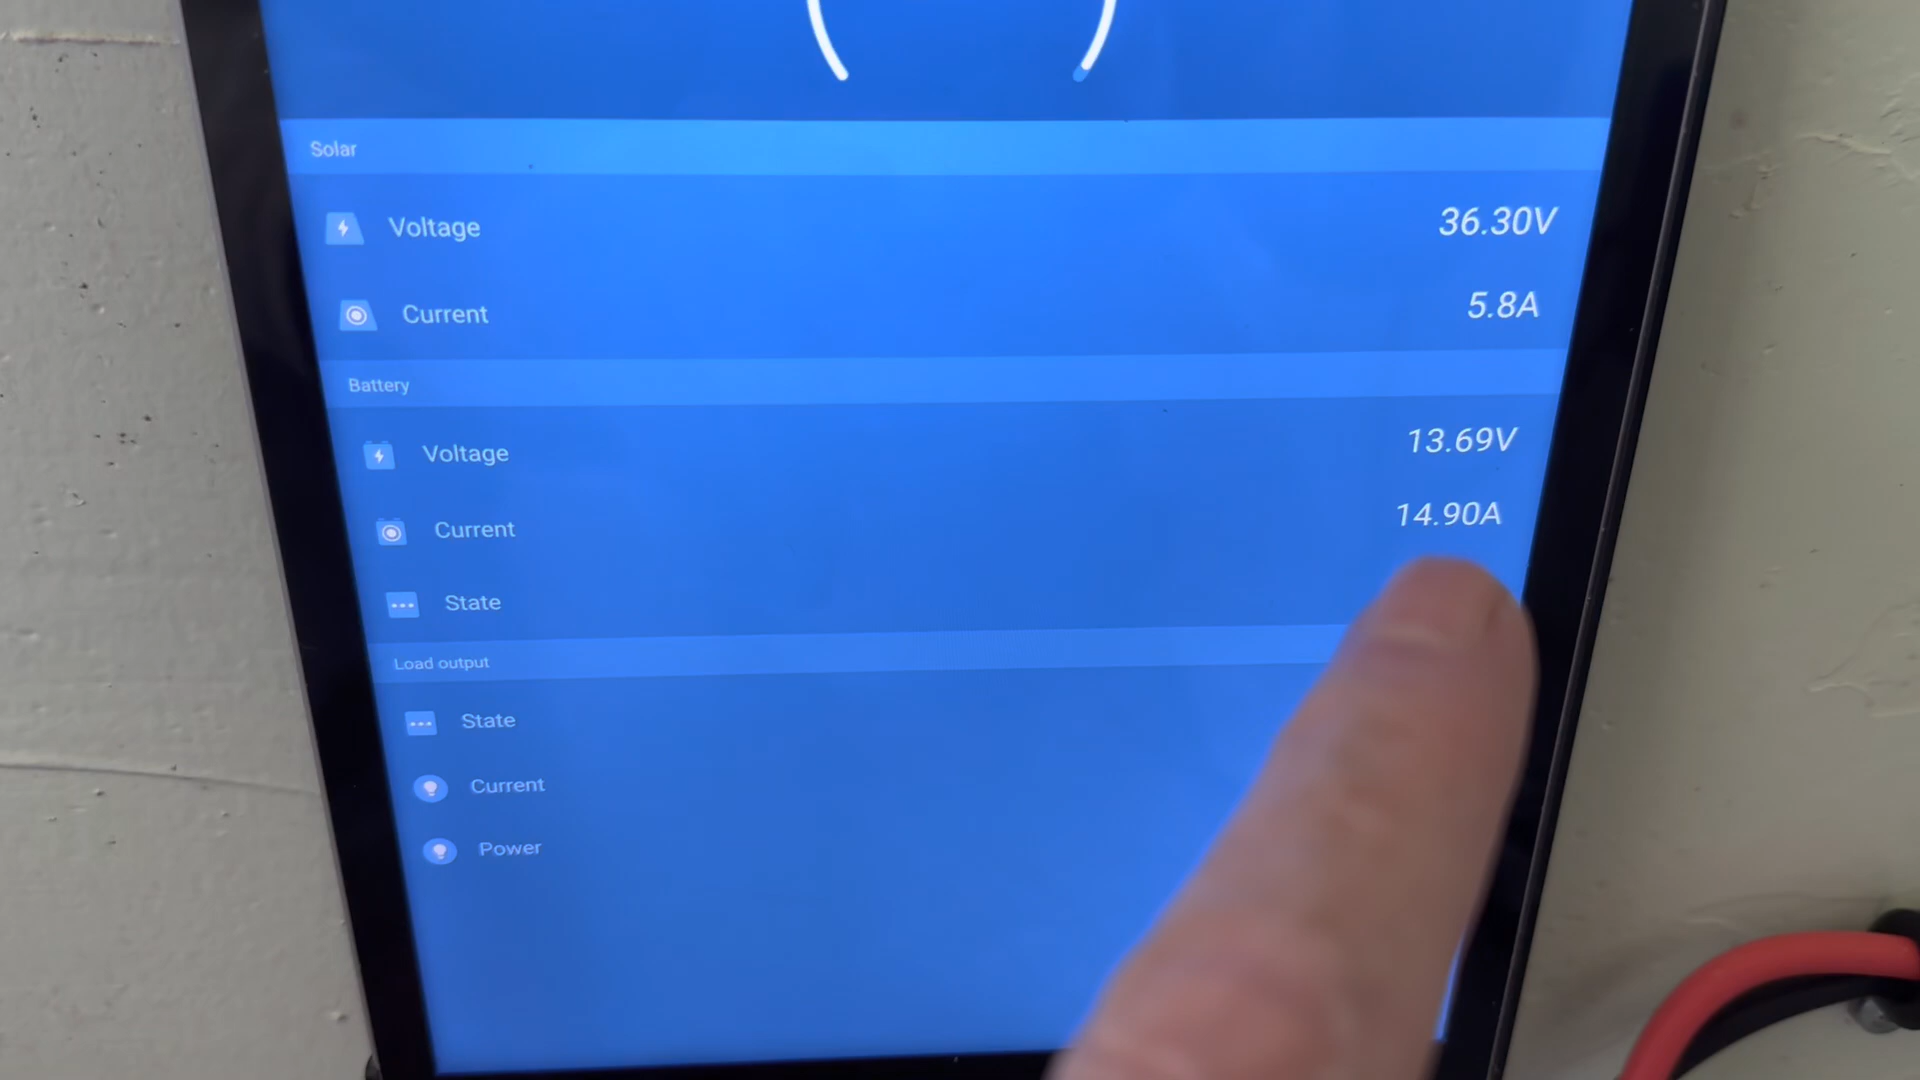 Solar
Voltage 36.30V
Current 5.8A
Battery
Voltage 13.69V
Current 14.90A
State
Load output
State
Current
Power